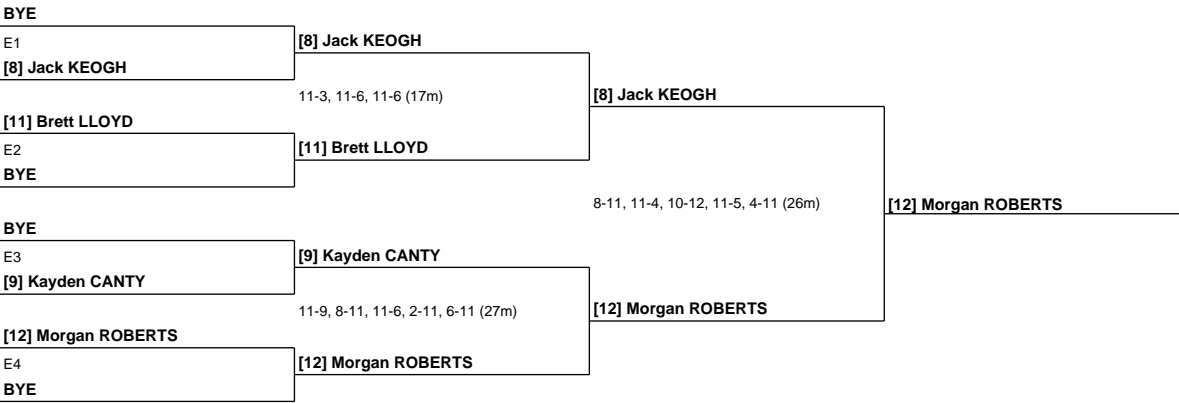 BYE
E1
[8] Jack KEOGH
[8] Jack KEOGH
11-3, 11-6, 11-6 (17m)
[8] Jack KEOGH
[11] Brett LLOYD
E2
[11] Brett LLOYD
BYE
8-11, 11-4, 10-12, 11-5, 4-11 (26m)
[12] Morgan ROBERTS
BYE
E3
[9] Kayden CANTY
[9] Kayden CANTY
11-9, 8-11, 11-6, 2-11, 6-11 (27m)
[12] Morgan ROBERTS
[12] Morgan ROBERTS
E4
[12] Morgan ROBERTS
BYE